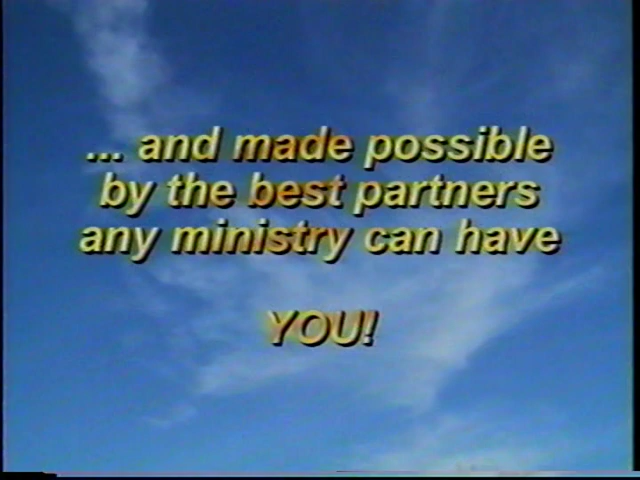 ... and made possible
by the best partners
any ministry can have
YOU!